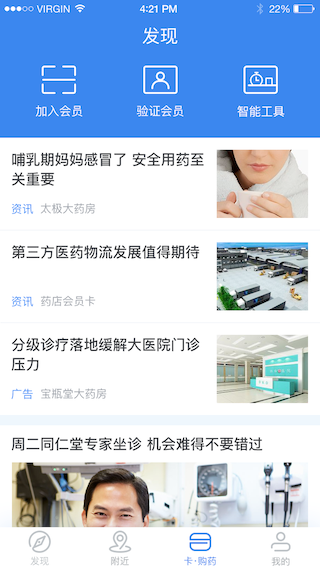 VIRGIN 4:21 PM 22%
发现
加入会员 验证会员 智能工具
哺乳期妈妈感冒了 安全用药至
关重要
资讯 太极大药房
第三方医药物流发展值得期待
资讯 药店会员卡
分级诊疗落地缓解大医院门诊
压力
广告 宝瓶堂大药房
周二同仁堂专家坐诊 机会难得不要错过
发现 附近 卡·购药 我的